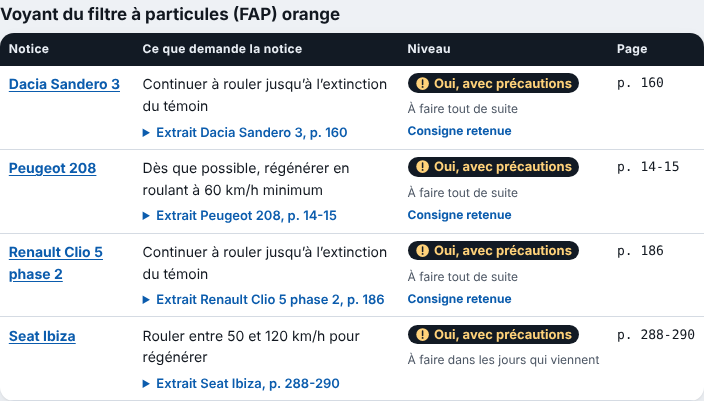 Voyant du filtre à particules (FAP) orange
Notice Ce que demande la notice Niveau Page
Dacia Sandero 3 Continuer à rouler jusqu’à l’extinction du témoin
▶ Extrait Dacia Sandero 3, p. 160
! Oui, avec précautions
À faire tout de suite
Consigne retenue
p. 160
Peugeot 208 Dès que possible, régénérer en roulant à 60 km/h minimum
▶ Extrait Peugeot 208, p. 14-15
! Oui, avec précautions
À faire tout de suite
Consigne retenue
p. 14-15
Renault Clio 5 phase 2 Continuer à rouler jusqu’à l’extinction du témoin
▶ Extrait Renault Clio 5 phase 2, p. 186
! Oui, avec précautions
À faire tout de suite
Consigne retenue
p. 186
Seat Ibiza Rouler entre 50 et 120 km/h pour régénérer
▶ Extrait Seat Ibiza, p. 288-290
! Oui, avec précautions
À faire dans les jours qui viennent
p. 288-290